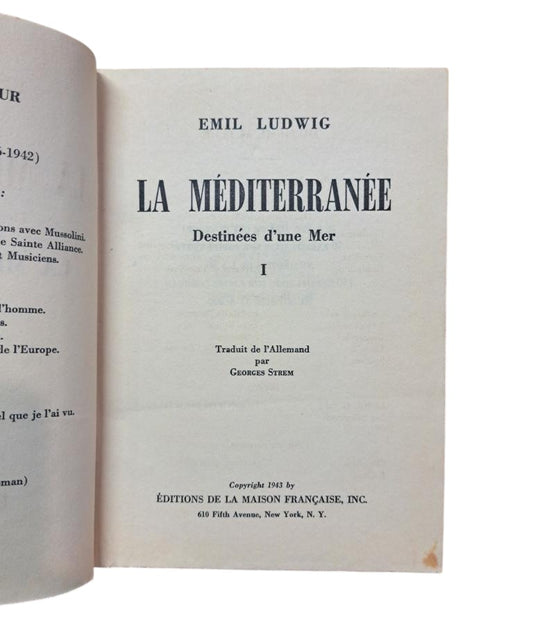 UR
-1942)
:
ons avec Mussolini.
e Sainte Alliance.
t Musiciens.
l'homme.
s.
.
de l'Europe.
el que je l'ai vu.
oman)
EMIL LUDWIG
LA MÉDITERRANÉE
Destinées d'une Mer
I
Traduit de l'Allemand
par
GEORGES STREM
Copyright 1943 by
ÉDITIONS DE LA MAISON FRANÇAISE, INC.
610 Fifth Avenue, New York, N. Y.